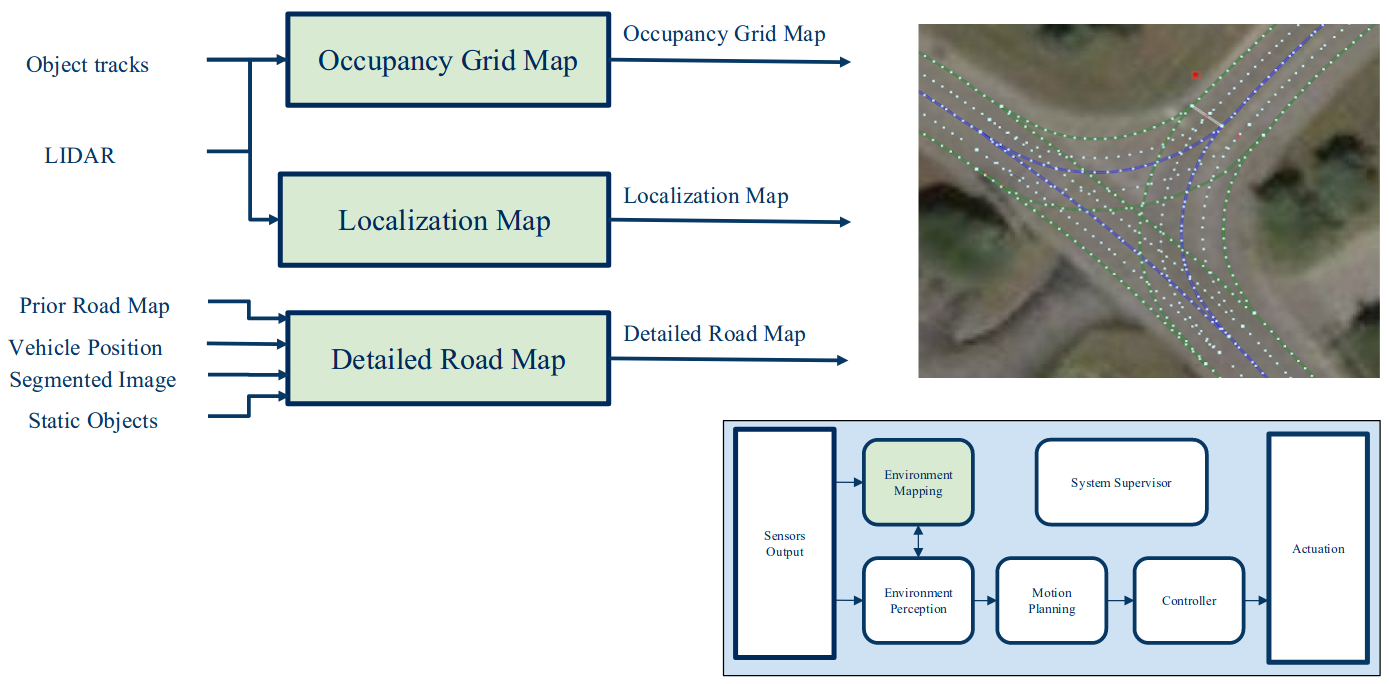 Object tracks
LIDAR
Occupancy Grid Map
Occupancy Grid Map
Localization Map
Localization Map
Prior Road Map
Vehicle Position
Segmented Image
Static Objects
Detailed Road Map
Detailed Road Map
Sensors
Output
Environment
Mapping
System Supervisor
Environment
Perception
Motion
Planning
Controller
Actuation